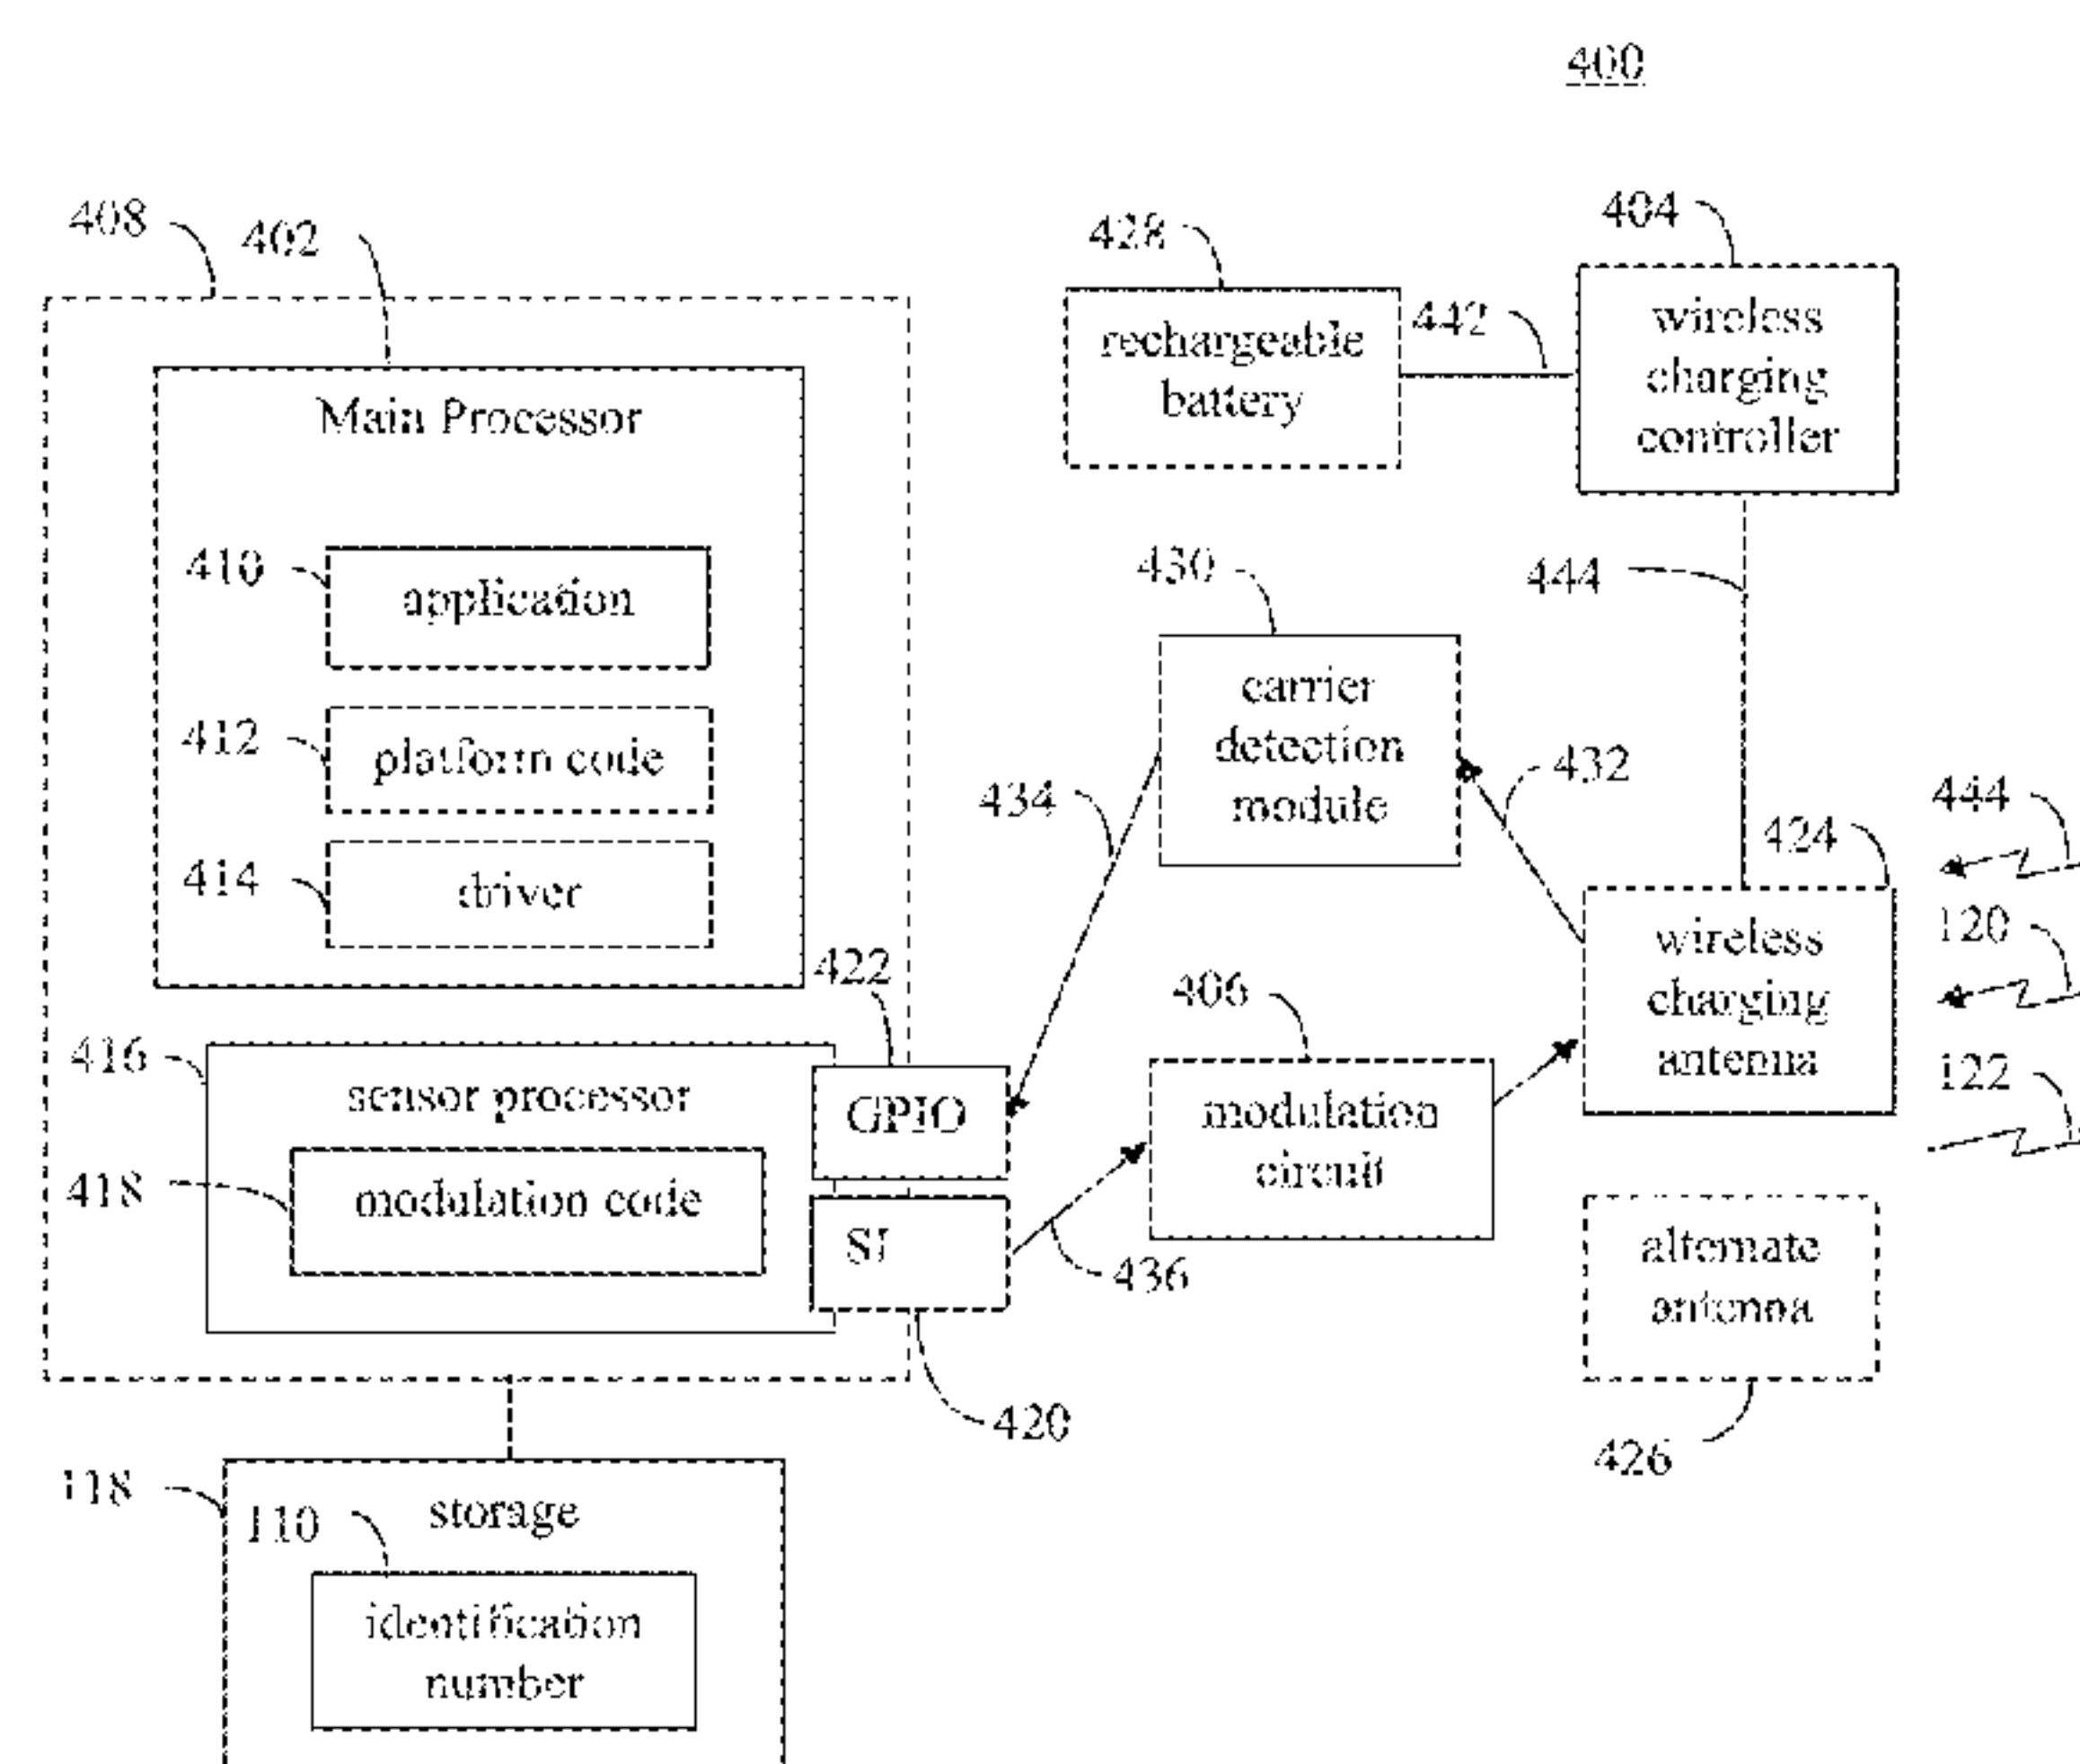 400
408
402
428
404
Main Processor
rechargeable
battery
442
wireless
charging
controller
410
application
430
444
412
platform code
carrier
detection
module
432
434
414
driver
444
424
422
120
wireless
charging
antenna
406
416
sensor processor
GPIO
modulation
circuit
122
418
modulation code
SI
436
alternate
antenna
420
426
118
110
storage
identification
number